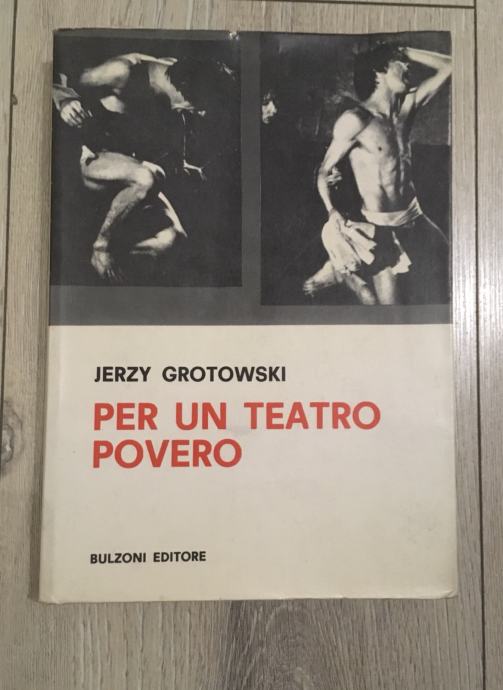 JERZY GROTOWSKI
PER UN TEATRO
POVERO
BULZONI EDITORE